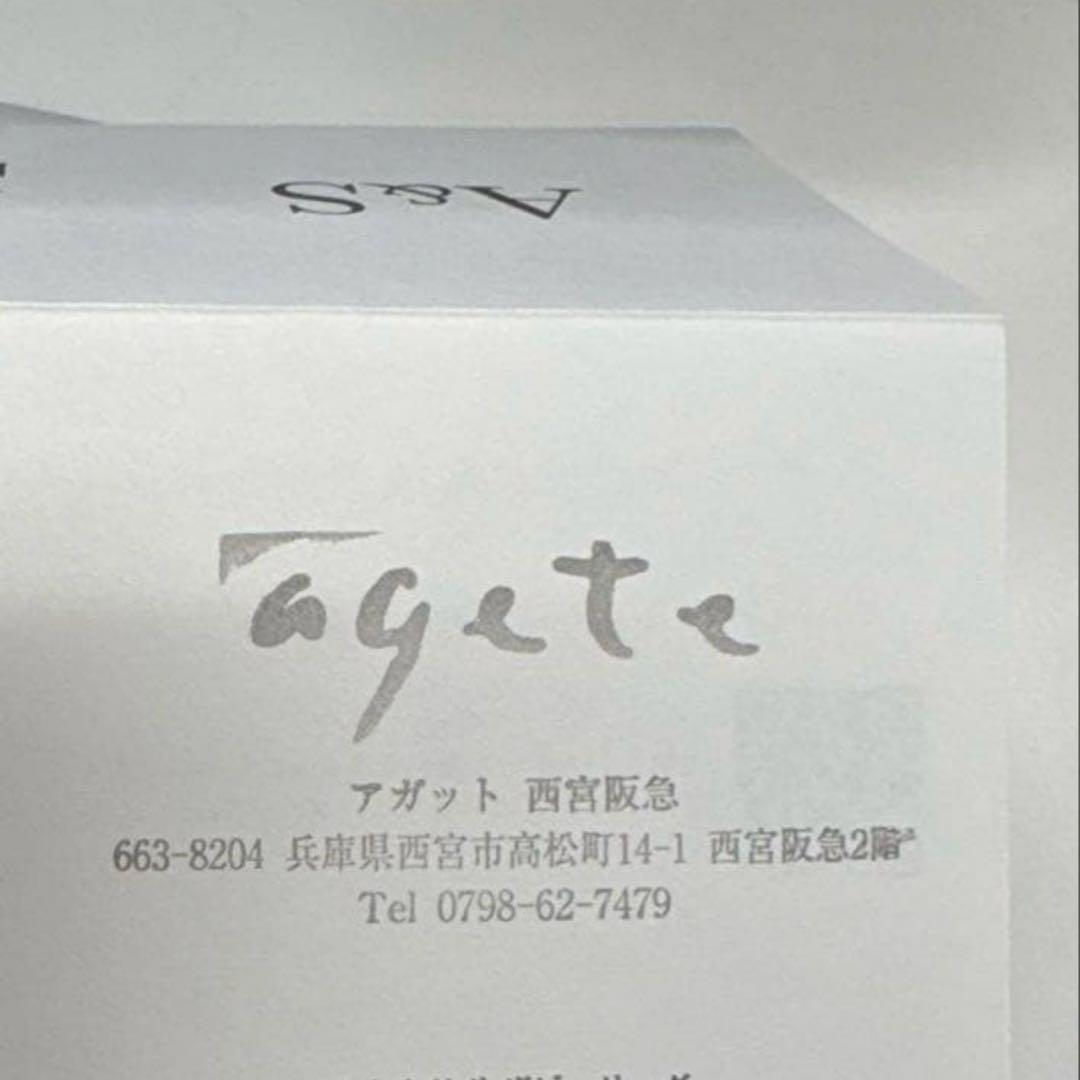 A&S
agete
アガット 西宮阪急
663-8204 兵庫県西宮市高松町14-1 西宮阪急2階
Tel 0798-62-7479